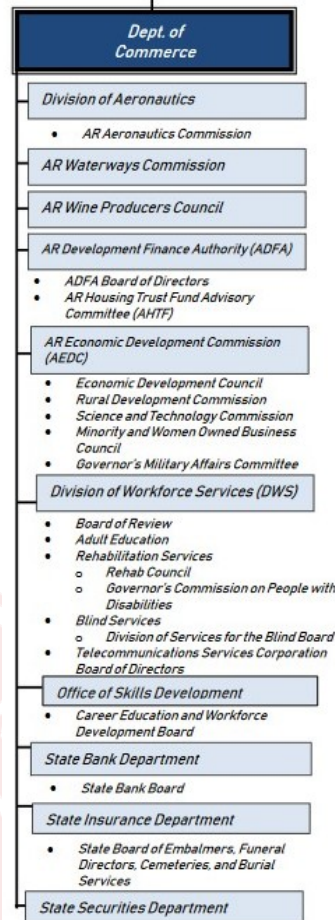 Dept. of
Commerce
Division of Aeronautics
• AR Aeronautics Commission
AR Waterways Commission
AR Wine Producers Council
AR Development Finance Authority (ADFA)
• ADFA Board of Directors
• AR Housing Trust Fund Advisory
Committee (AHTF)
AR Economic Development Commission
(AEDC)
• Economic Development Council
• Rural Development Commission
• Science and Technology Commission
• Minority and Women Owned Business
Council
• Governor's Military Affairs Committee
Division of Workforce Services (DWS)
• Board of Review
• Adult Education
• Rehabilitation Services
o Rehab Council
o Governor's Commission on People with
Disabilities
• Blind Services
o Division of Services for the Blind Board
• Telecommunications Services Corporation
Board of Directors
Office of Skills Development
• Career Education and Workforce
Development Board
State Bank Department
• State Bank Board
State Insurance Department
• State Board of Embalmers, Funeral
Directors, Cemeteries, and Burial
Services
State Securities Department